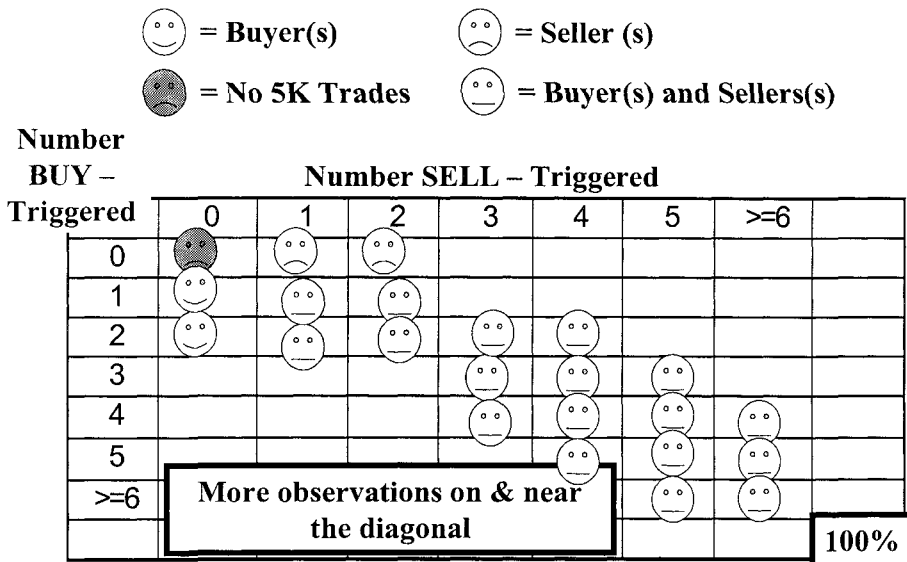 = Buyer(s) = Seller (s)
= No 5K Trades = Buyer(s) and Sellers(s)
Number
BUY –
Triggered
Number SELL – Triggered
0 1 2 3 4 5 >=6
0
1
2
3
4
5
>=6
More observations on & near
the diagonal
100%